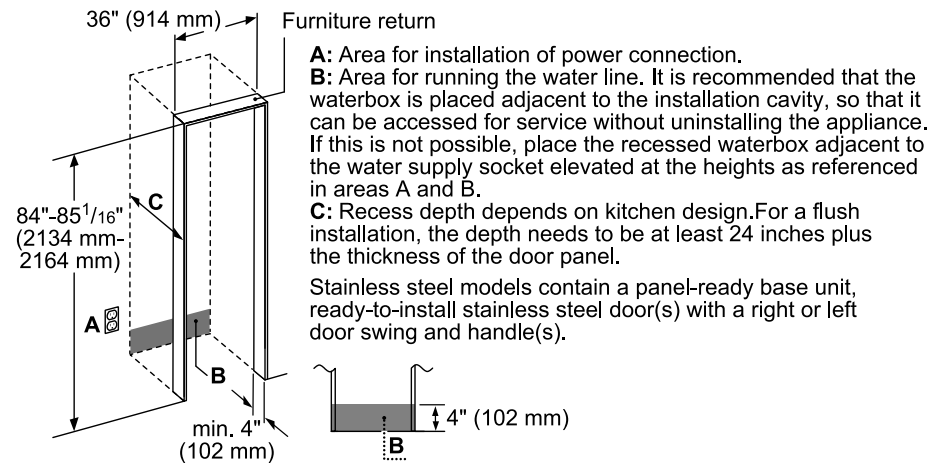 36" (914 mm)
Furniture return
A: Area for installation of power connection.
B: Area for running the water line. It is recommended that the
waterbox is placed adjacent to the installation cavity, so that it
can be accessed for service without uninstalling the appliance.
If this is not possible, place the recessed waterbox adjacent to
the water supply socket elevated at the heights as referenced
in areas A and B.
C: Recess depth depends on kitchen design.For a flush
installation, the depth needs to be at least 24 inches plus
the thickness of the door panel.
Stainless steel models contain a panel-ready base unit,
ready-to-install stainless steel door(s) with a right or left
door swing and handle(s).
C
84"-85 1/16"
(2134 mm-
2164 mm)
A
B
min. 4"
(102 mm)
4" (102 mm)
B